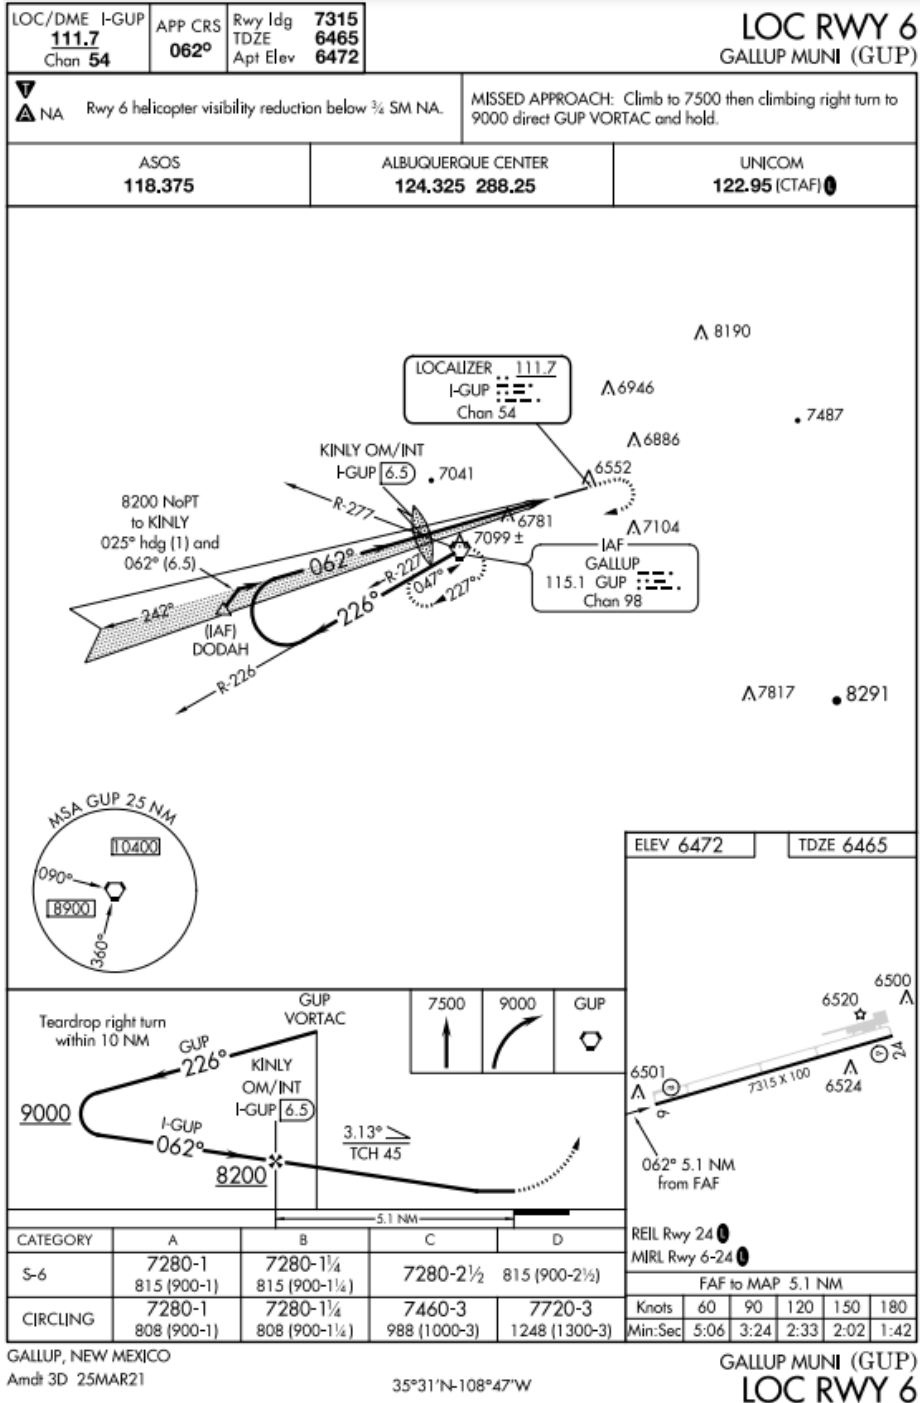 LOC/DME I-GUP
111.7
Chan 54
APP CRS
062°
Rwy ldg 7315
TDZE 6465
Apt Elev 6472
LOC RWY 6
GALLUP MUNI (GUP)
T
A NA
Rwy 6 helicopter visibility reduction below ¾ SM NA.
MISSED APPROACH: Climb to 7500 then climbing right turn to
9000 direct GUP VORTAC and hold.
ASOS
118.375
ALBUQUERQUE CENTER
124.325 288.25
UNICOM
122.95 (CTAF) L
8190
LOCALIZER 111.7
I-GUP
Chan 54
6946
7487
6886
KINLY OM/INT
I-GUP 6.5
7041
6552
R-277
8200 NoPT
to KINLY
025° hdg (1) and
062° (6.5)
6781
7104
7099 ±
IAF
GALLUP
115.1 GUP
Chan 98
062°
R-227
047°
227°
226°
242°
(IAF)
DODAH
R-226
7817
8291
MSA GUP 25 NM
10400
090°
8900
360°
ELEV 6472
TDZE 6465
6500
6520
6501
7315 X 100
6524
P
P
6
24
062° 5.1 NM
from FAF
REIL Rwy 24 L
MIRL Rwy 6-24 L
FAF to MAP 5.1 NM
Knots 60 90 120 150 180
Min:Sec 5:06 3:24 2:33 2:02 1:42
Teardrop right turn
within 10 NM
GUP
VORTAC
GUP
226°
KINLY
OM/INT
I-GUP 6.5
7500
9000
GUP
9000
I-GUP
062°
8200
3.13°
TCH 45
5.1 NM
CATEGORY A B C D
S-6
7280-1
815 (900-1)
7280-1¼
815 (900-1¼)
7280-2½ 815 (900-2½)
CIRCLING
7280-1
808 (900-1)
7280-1¼
808 (900-1¼)
7460-3
988 (1000-3)
7720-3
1248 (1300-3)
GALLUP, NEW MEXICO
Amdt 3D 25MAR21
35°31'N-108°47'W
GALLUP MUNI (GUP)
LOC RWY 6